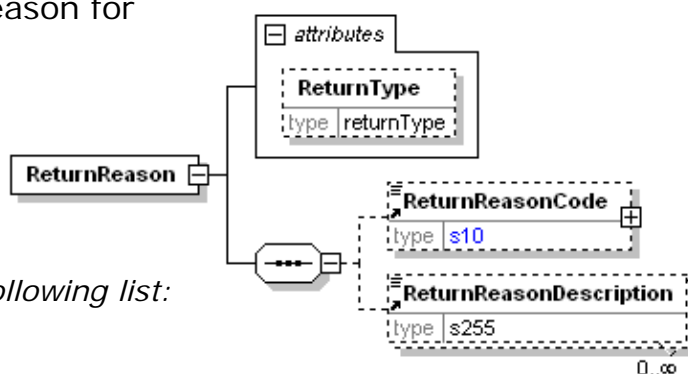 eason for
attributes
ReturnType
type returnType
ReturnReason
ReturnReasonCode
type s10
ollowing list:
ReturnReasonDescription
type s255
0..∞